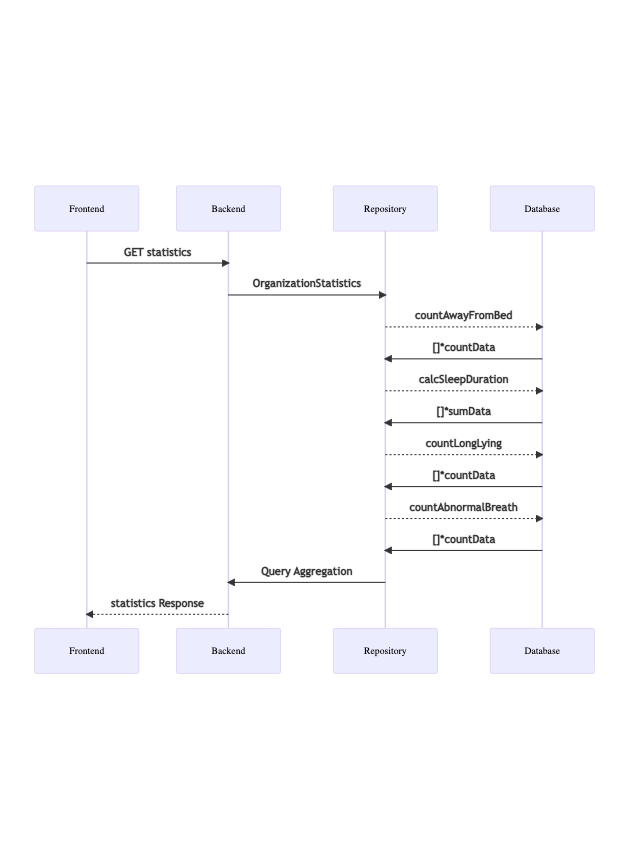 Frontend
Backend
Repository
Database
GET statistics
OrganizationStatistics
countAwayFromBed
[]*countData
calcSleepDuration
[]*sumData
countLongLying
[]*countData
countAbnormalBreath
[]*countData
Query Aggregation
statistics Response
Frontend
Backend
Repository
Database